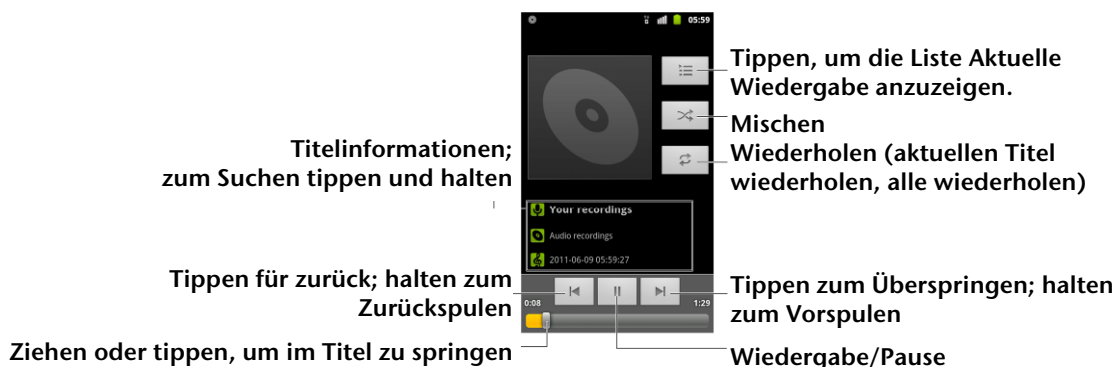 05:59
Tippen, um die Liste Aktuelle
Wiedergabe anzuzeigen.
Mischen
Wiederholen (aktuellen Titel
wiederholen, alle wiederholen)
Titelinformationen;
zum Suchen tippen und halten
Your recordings
Audio recordings
2011-06-09 05:59:27
Tippen für zurück; halten zum
Zurückspulen
0:08
1:29
Tippen zum Überspringen; halten
zum Vorspulen
Ziehen oder tippen, um im Titel zu springen
Wiedergabe/Pause